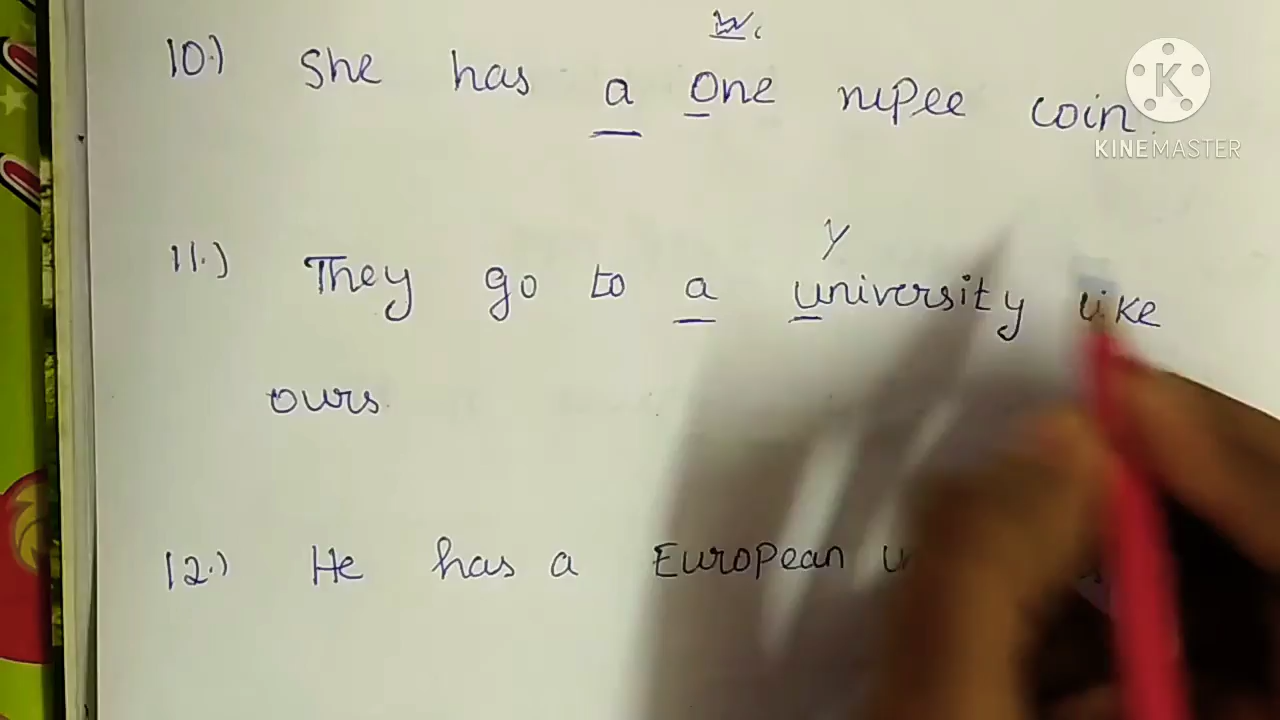 w.
10.) She has a one rupee coin.
K
KINEMASTER
y
11.) They go to a university like
ours
12.) He has a European